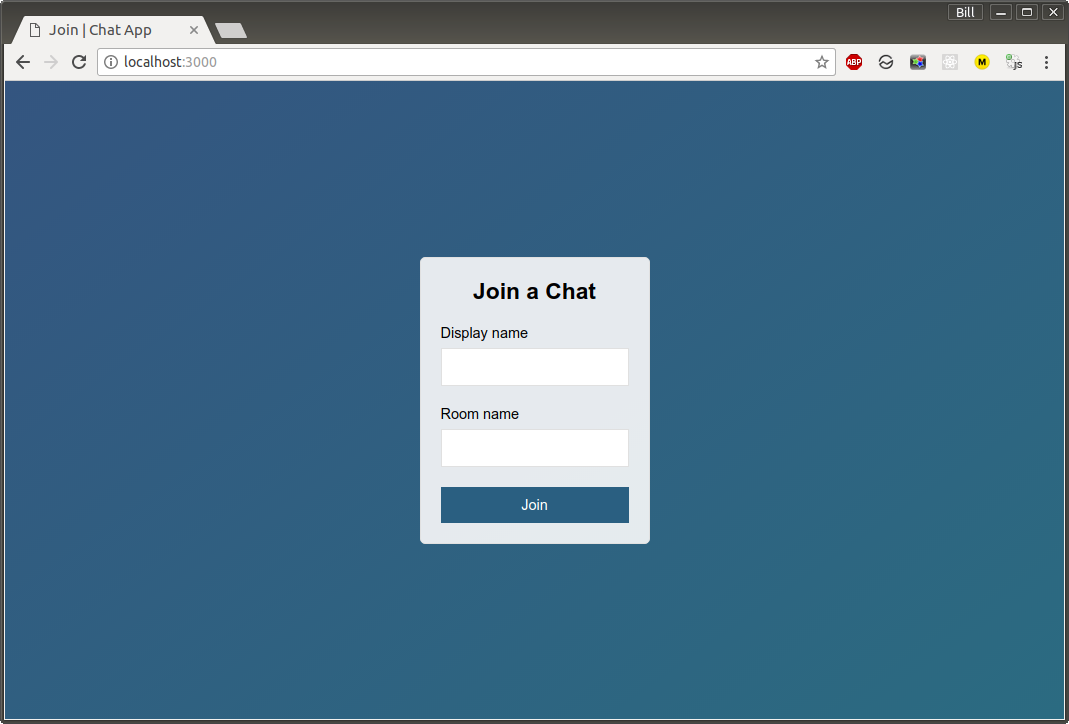 Bill
Join | Chat App
localhost:3000
ABP
M
JS
Join a Chat
Display name
Room name
Join